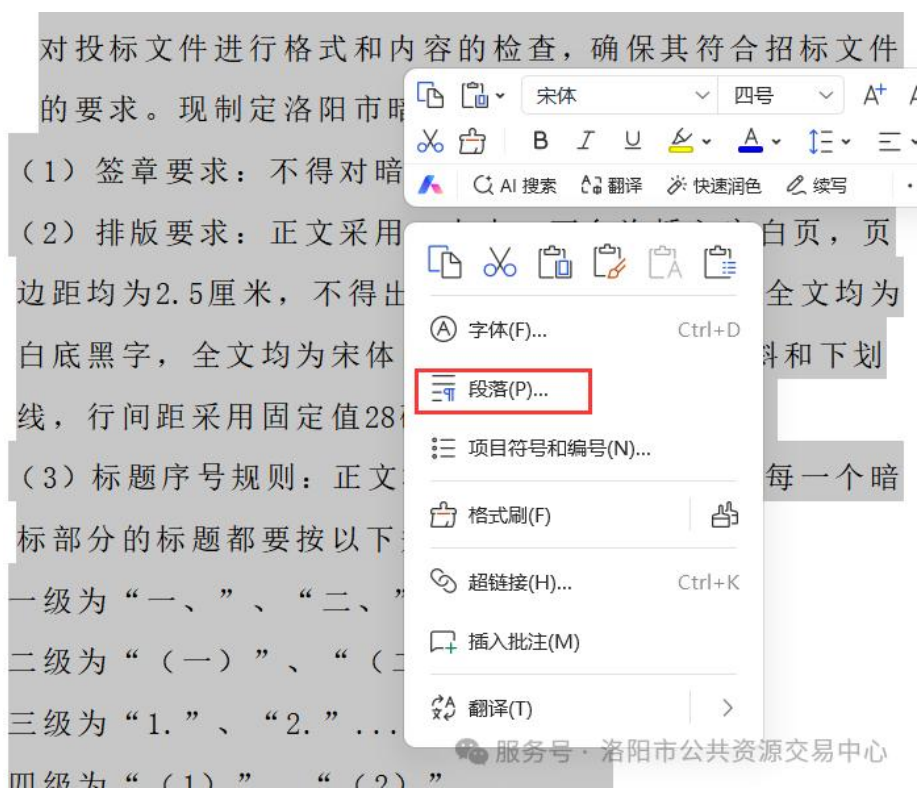 对投标文件进行格式和内容的检查，确保其符合招标文件
的要求。现制定洛阳市暗
（1）签章要求：不得对暗
（2）排版要求：正文采用
白页，页
边距均为2.5厘米，不得出
全文均为
白底黑字，全文均为宋体
和下划
线，行间距采用固定值28
（3）标题序号规则：正文
每一个暗
标部分的标题都要按以下
一级为“一、”、“二、”
二级为“（一）”、“（二
三级为“1.”、“2.”...
四级为“（1）”、“（2）”
宋体 四号 A+
B I U A
AI 搜索 翻译 快速润色 续写
字体(F)... Ctrl+D
段落(P)...
项目符号和编号(N)...
格式刷(F)
超链接(H)... Ctrl+K
插入批注(M)
翻译(T)
服务号 · 洛阳市公共资源交易中心